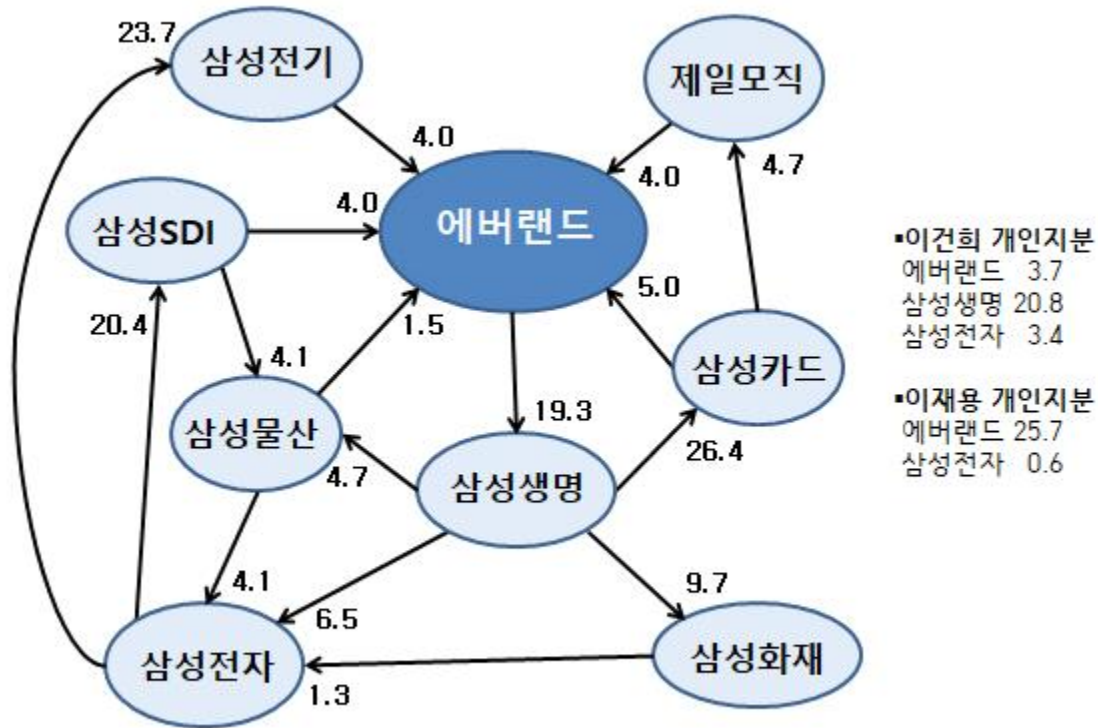 23.7
삼성전기
제일모직
4.0
4.0
4.7
에버랜드
4.0
삼성SDI
20.4
4.1
1.5
5.0
삼성카드
삼성물산
4.7
19.3
26.4
삼성생명
4.1
6.5
9.7
삼성전자
1.3
삼성화재
▪이건희 개인지분
에버랜드 3.7
삼성생명 20.8
삼성전자 3.4
▪이재용 개인지분
에버랜드 25.7
삼성전자 0.6